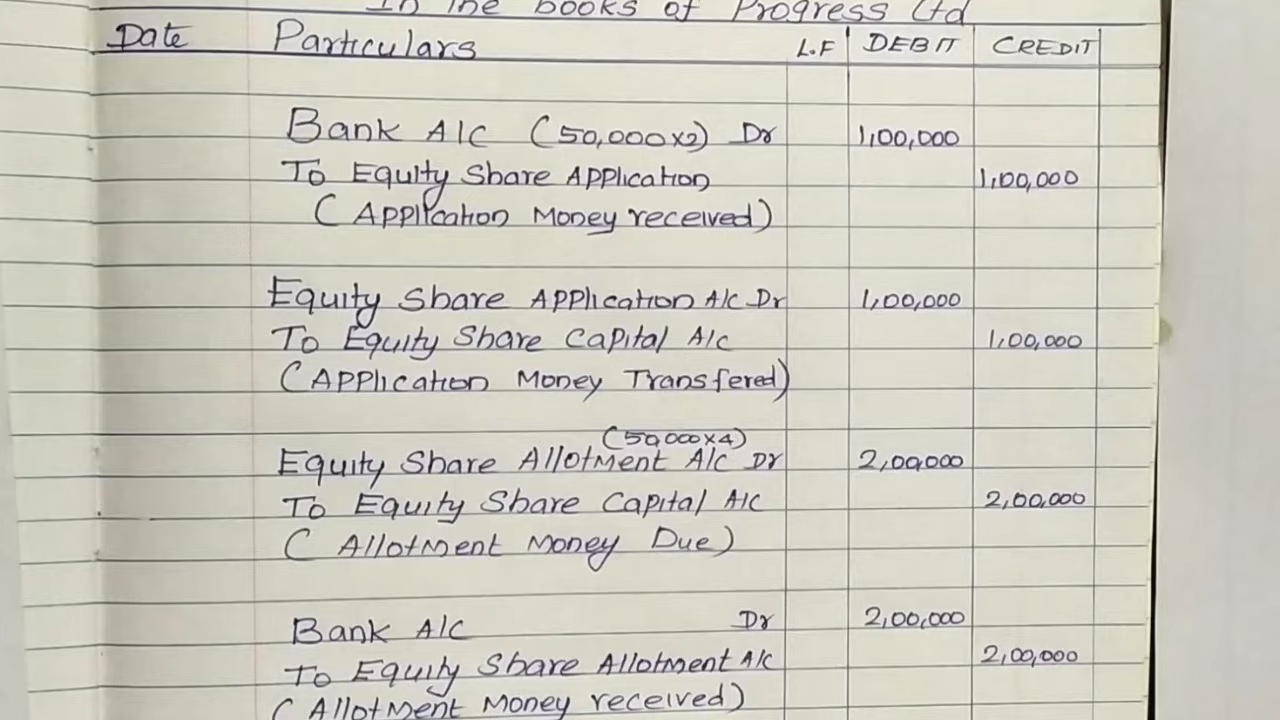 In the books of Progress Ltd
Date Particulars L.F DEBIT CREDIT
Bank A/C (50,000x2) Dr 1,00,000
To Equity Share Application 1,00,000
(Application Money received)
Equity Share Application A/c Dr 1,00,000
To Equity Share Capital A/c 1,00,000
(Application Money Transfered)
(50,000x4)
Equity Share Allotment A/c Dr 2,00,000
To Equity Share Capital A/C 2,00,000
(Allotment Money Due)
Bank A/C Dr 2,00,000
To Equity Share Allotment A/c 2,00,000
(Allotment Money received)